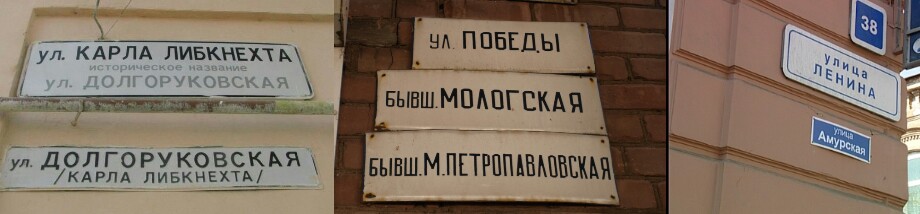 ул. КАРЛА ЛИБКНЕХТА
историческое название
ул. ДОЛГОРУКОВСКАЯ
ул. ДОЛГОРУКОВСКАЯ
/КАРЛА ЛИБКНЕХТА/
УЛ. ПОБЕДЫ
БЫВШ. МОЛОГСКАЯ
БЫВШ. М. ПЕТРОПАВЛОВСКАЯ
38
улица
ЛЕНИНА
улица
Амурская